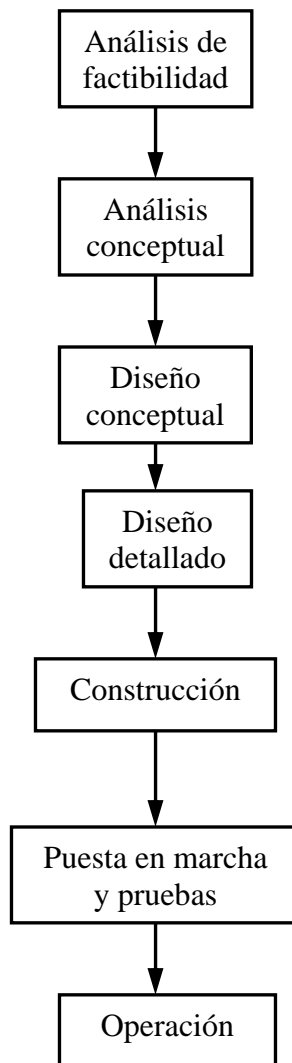 Análisis de
factibilidad
Análisis
conceptual
Diseño
conceptual
Diseño
detallado
Construcción
Puesta en marcha
y pruebas
Operación